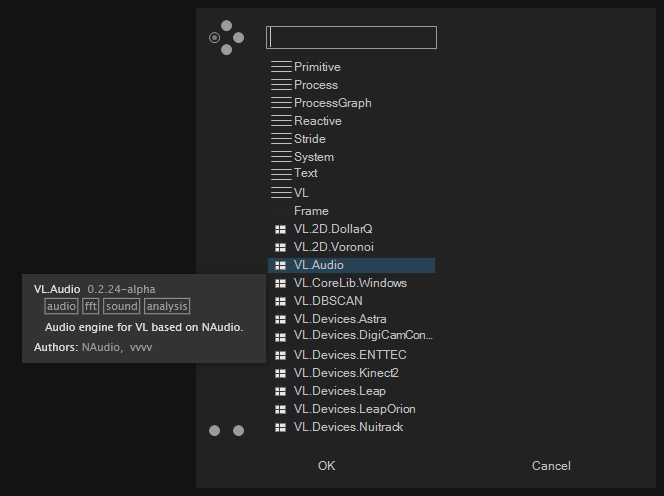 Primitive
Process
ProcessGraph
Reactive
Stride
System
Text
VL
Frame
VL.2D.DollarQ
VL.2D.Voronoi
VL.Audio
VL.CoreLib.Windows
VL.DBSCAN
VL.Devices.Astra
VL.Devices.DigiCamCon...
VL.Devices.ENTTEC
VL.Devices.Kinect2
VL.Devices.Leap
VL.Devices.LeapOrion
VL.Devices.Nuitrack
VL.Audio 0.2.24-alpha
audio fft sound analysis
Audio engine for VL based on NAudio.
Authors: NAudio, vvvv
OK Cancel